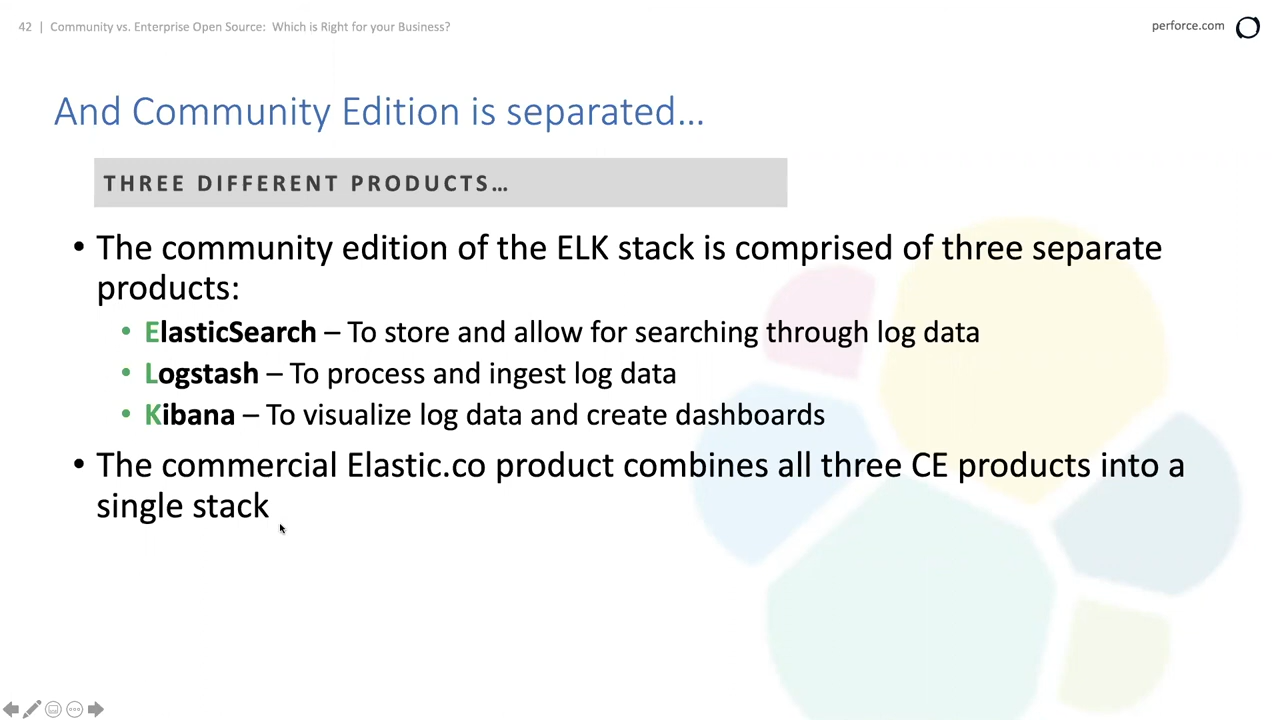 42 | Community vs. Enterprise Open Source: Which is Right for your Business?
perforce.com
And Community Edition is separated...
THREE DIFFERENT PRODUCTS...
• The community edition of the ELK stack is comprised of three separate
products:
• ElasticSearch – To store and allow for searching through log data
• Logstash – To process and ingest log data
• Kibana – To visualize log data and create dashboards
• The commercial Elastic.co product combines all three CE products into a
single stack